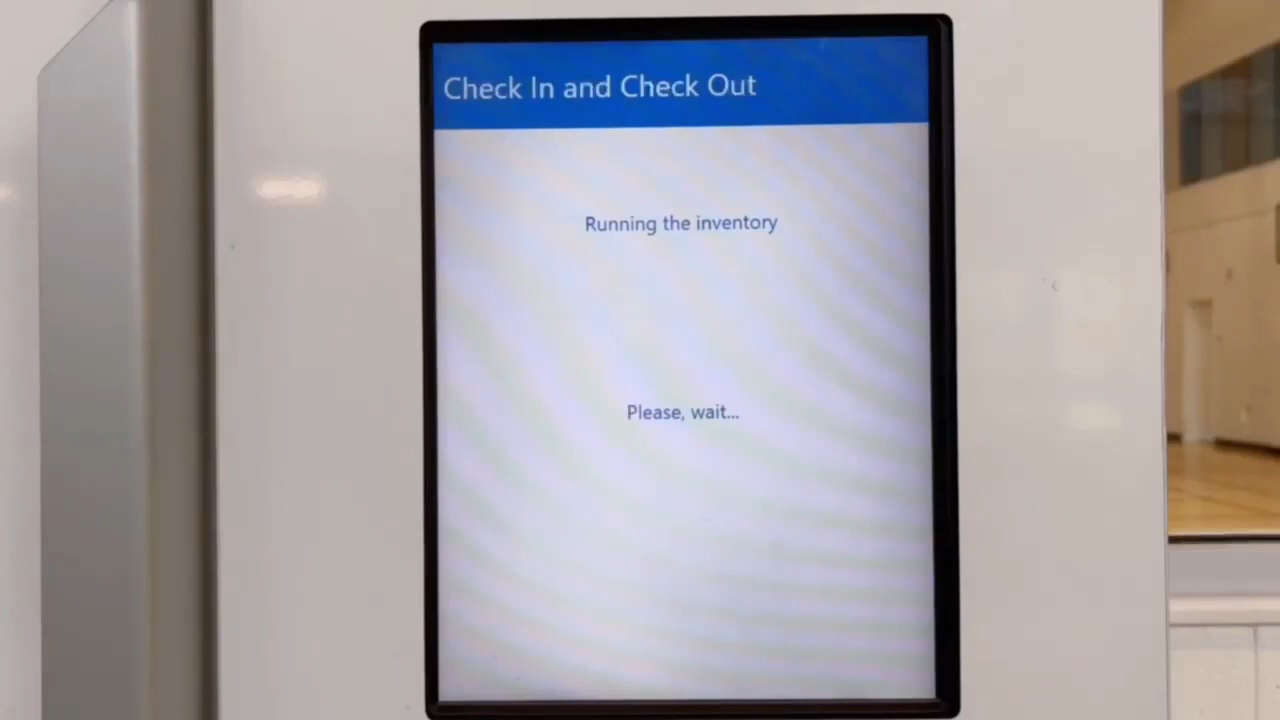 Check In and Check Out
Running the inventory
Please, wait...